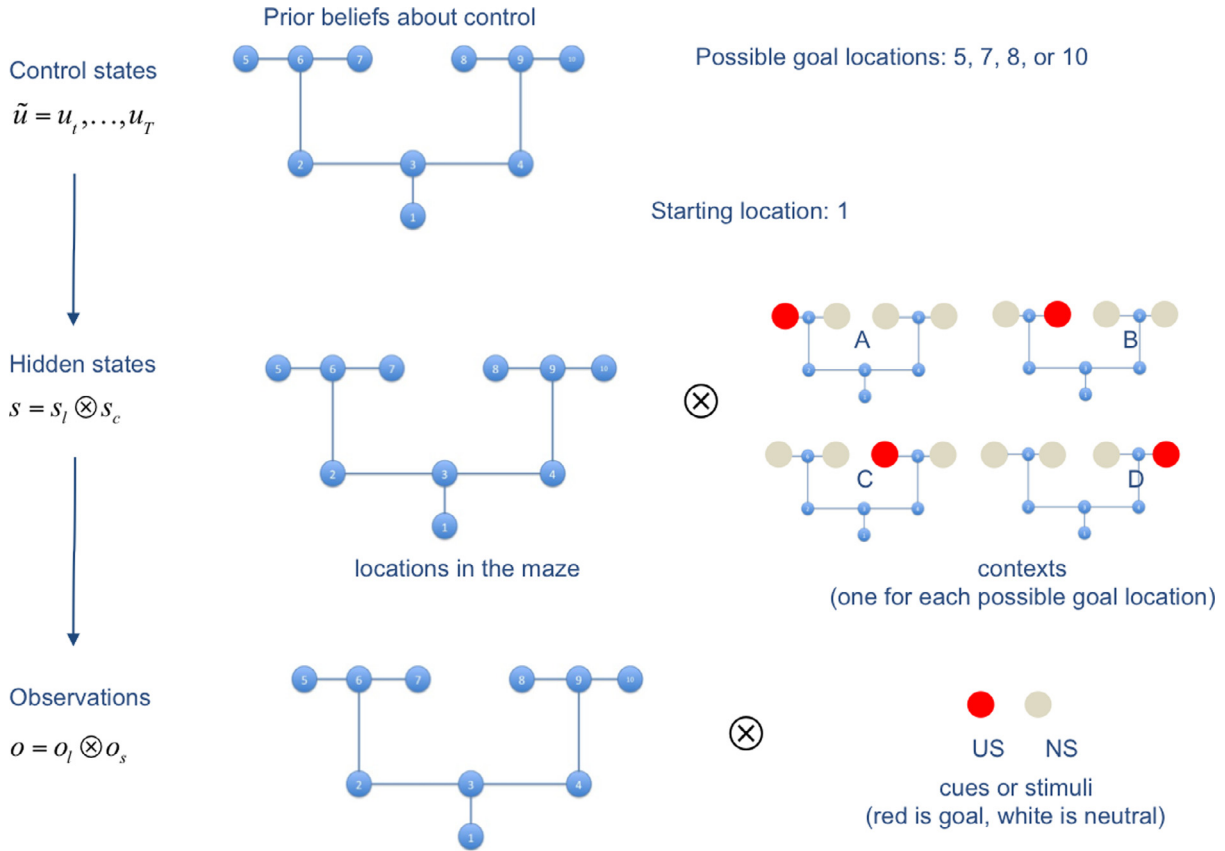 Prior beliefs about control
5 6 7 8 9 10
Control states
Possible goal locations: 5, 7, 8, or 10
ũ = u_t,…,u_T
2 3 4
1
Starting location: 1
A
B
Hidden states
s = s_l ⊗ s_c
5 6 7 8 9 10
⊗
2 3 4
1
C
D
locations in the maze
contexts
(one for each possible goal location)
Observations
o = o_l ⊗ o_s
5 6 7 8 9 10
⊗
2 3 4
1
US NS
cues or stimuli
(red is goal, white is neutral)